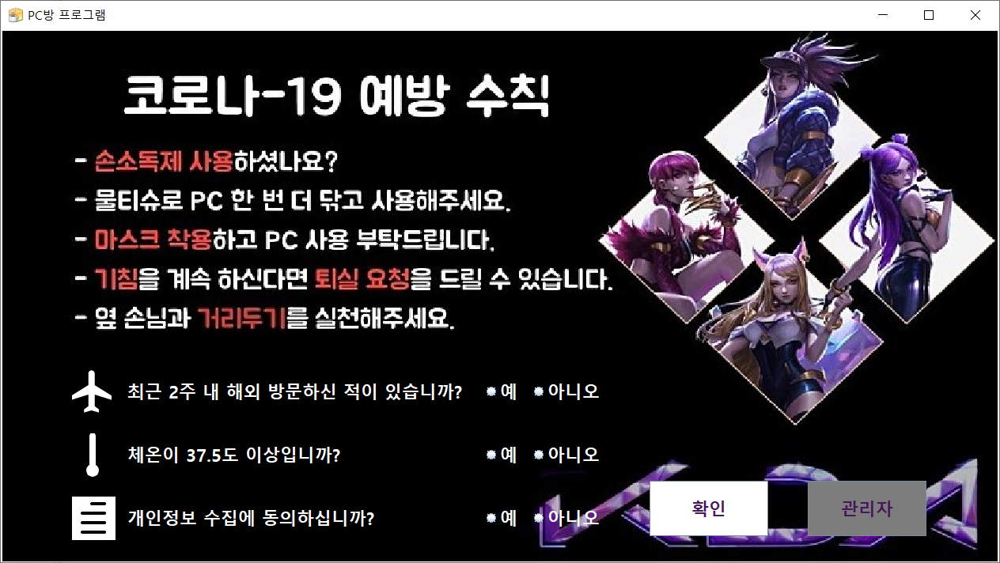 PC방 프로그램
코로나-19 예방 수칙
- 손소독제 사용하셨나요?
- 물티슈로 PC 한 번 더 닦고 사용해주세요.
- 마스크 착용하고 PC 사용 부탁드립니다.
- 기침을 계속 하신다면 퇴실 요청을 드릴 수 있습니다.
- 옆 손님과 거리두기를 실천해주세요.
최근 2주 내 해외 방문하신 적이 있습니까? 예 아니오
체온이 37.5도 이상입니까? 예 아니오
개인정보 수집에 동의하십니까? 예 아니오
K/DA
확인 관리자